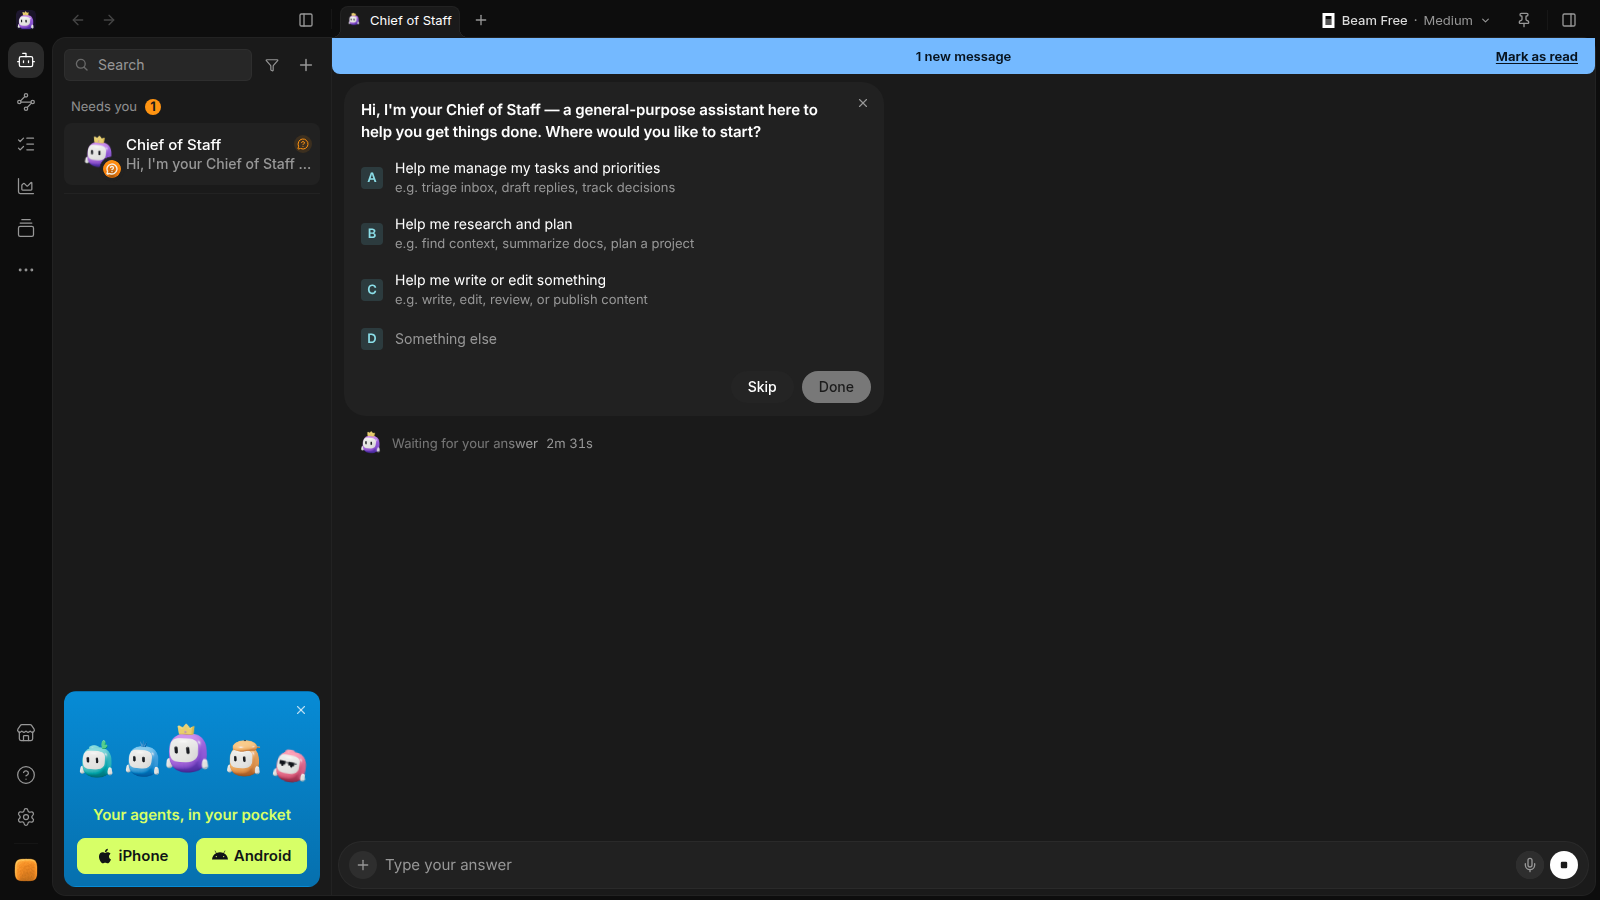 Chief of Staff
Beam Free · Medium
Search
1 new message
Mark as read
Needs you 1
Chief of Staff
Hi, I'm your Chief of Staff ...
Hi, I'm your Chief of Staff — a general-purpose assistant here to
help you get things done. Where would you like to start?
A Help me manage my tasks and priorities
e.g. triage inbox, draft replies, track decisions
B Help me research and plan
e.g. find context, summarize docs, plan a project
C Help me write or edit something
e.g. write, edit, review, or publish content
D Something else
Skip
Done
Waiting for your answer 2m 31s
Your agents, in your pocket
iPhone
Android
Type your answer